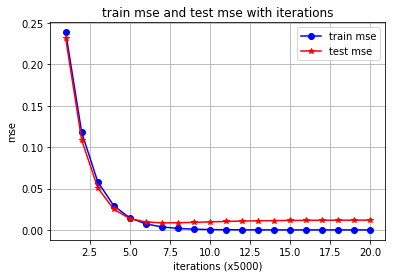 train mse and test mse with iterations
train mse
test mse
mse
0.25
0.20
0.15
0.10
0.05
0.00
2.5 5.0 7.5 10.0 12.5 15.0 17.5 20.0
iterations (x5000)